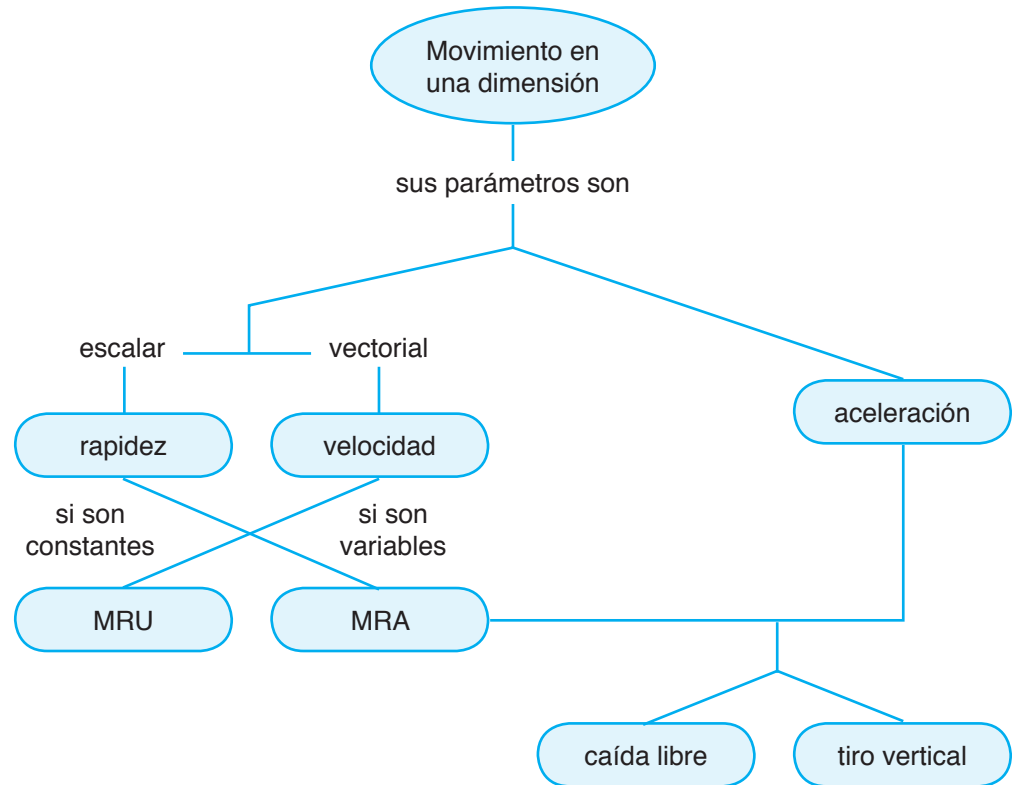 Movimiento en
una dimensión
sus parámetros son
escalar
vectorial
rapidez
velocidad
aceleración
si son
constantes
si son
variables
MRU
MRA
caída libre
tiro vertical